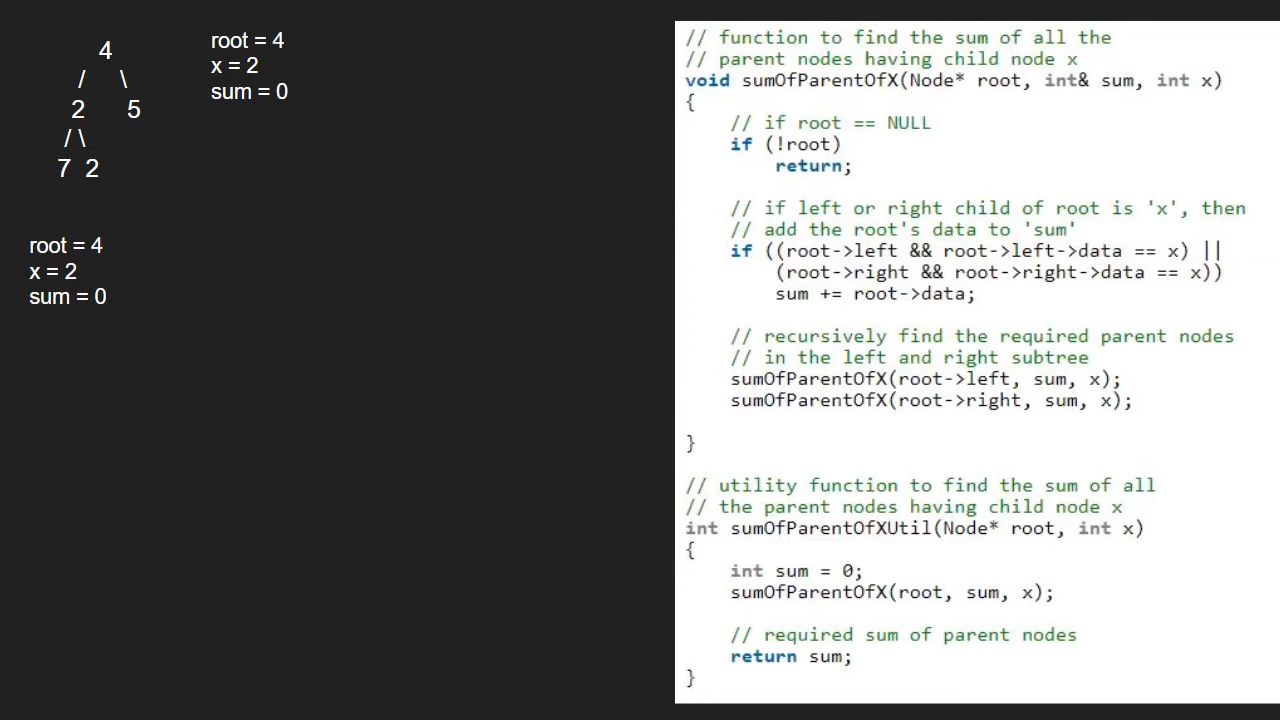 4
/ \
2 5
/ \
7 2
root = 4
x = 2
sum = 0
root = 4
x = 2
sum = 0
// function to find the sum of all the
// parent nodes having child node x
void sumOfParentOfX(Node* root, int& sum, int x)
{
    // if root == NULL
    if (!root)
        return;

    // if left or right child of root is 'x', then
    // add the root's data to 'sum'
    if ((root->left && root->left->data == x) ||
        (root->right && root->right->data == x))
        sum += root->data;

    // recursively find the required parent nodes
    // in the left and right subtree
    sumOfParentOfX(root->left, sum, x);
    sumOfParentOfX(root->right, sum, x);

}

// utility function to find the sum of all
// the parent nodes having child node x
int sumOfParentOfXUtil(Node* root, int x)
{
    int sum = 0;
    sumOfParentOfX(root, sum, x);

    // required sum of parent nodes
    return sum;
}